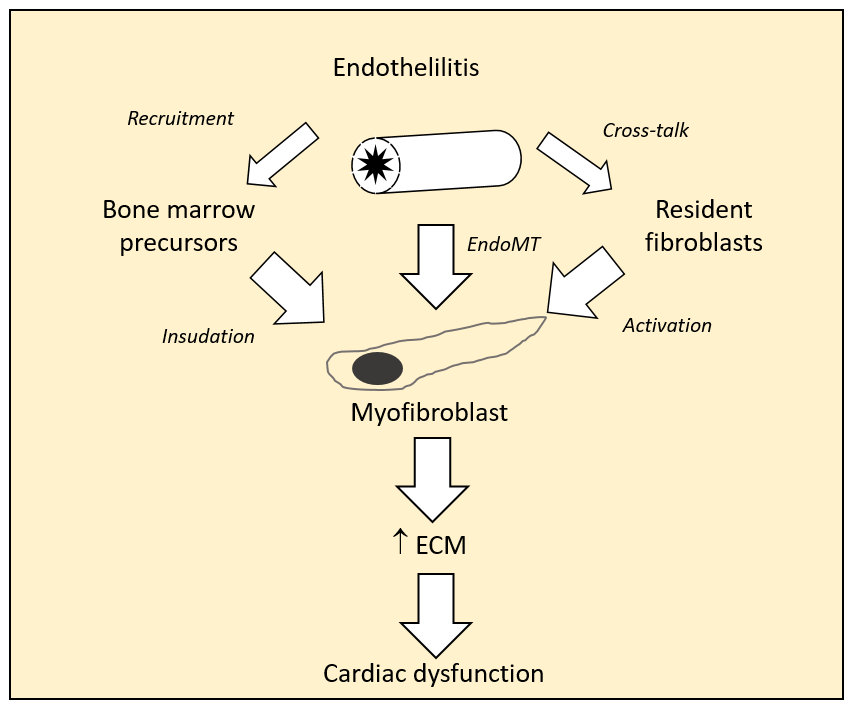 Endothelilitis
Recruitment
Cross-talk
Bone marrow
precursors
Resident
fibroblasts
EndoMT
Insudation
Activation
Myofibroblast
↑ ECM
Cardiac dysfunction